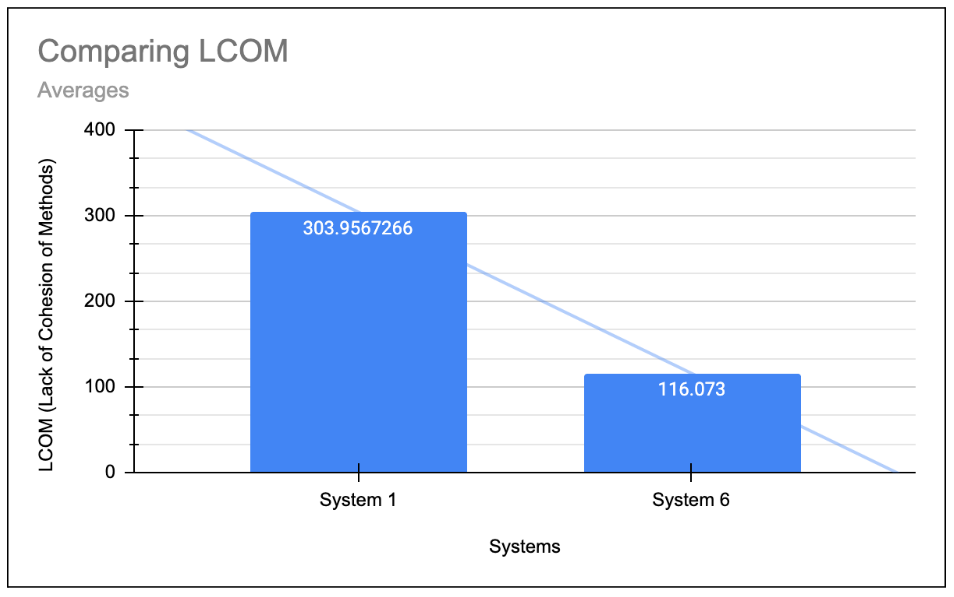 Comparing LCOM
Averages
LCOM (Lack of Cohesion of Methods)
400
300
200
100
0
303.9567266
116.073
System 1
System 6
Systems